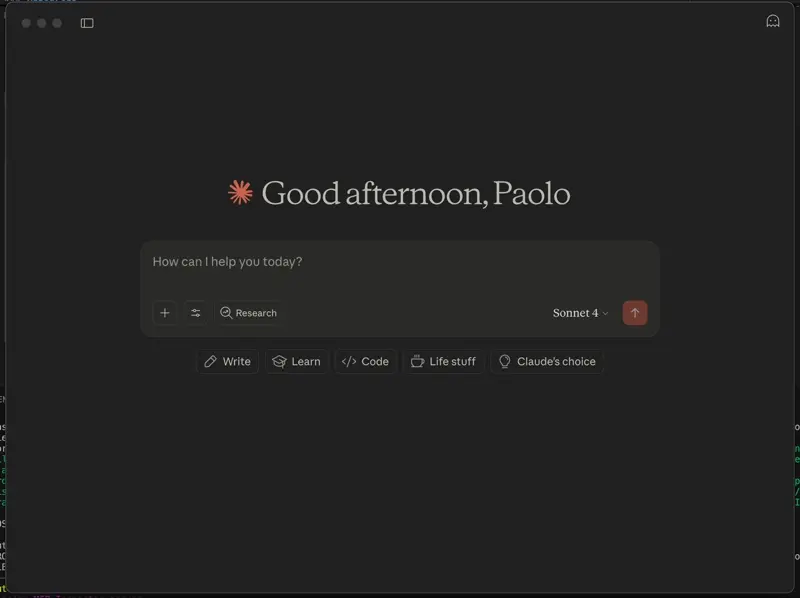 Good afternoon, Paolo
How can I help you today?
Research
Sonnet 4
Write
Learn
Code
Life stuff
Claude's choice